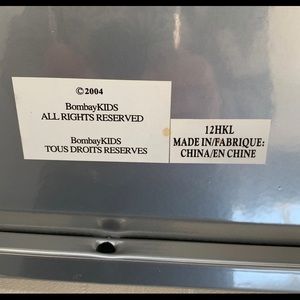 ©2004
BombayKIDS
ALL RIGHTS RESERVED
BombayKIDS
TOUS DROITS RESERVES
12HKL
MADE IN/FABRIQUE:
CHINA/EN CHINE